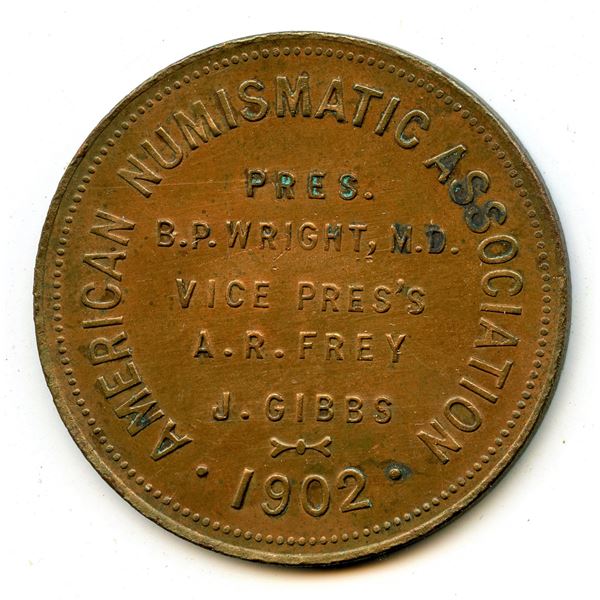 AMERICAN NUMISMATIC ASSOCIATION
PRES.
B.P. WRIGHT, M.D.
VICE PRES'S
A.R. FREY
J. GIBBS
· 1902 ·